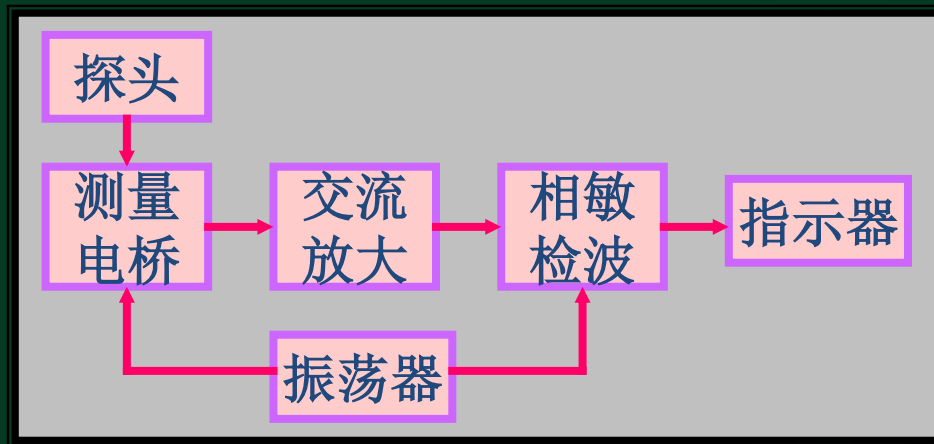 探头
测量
电桥
交流
放大
相敏
检波
指示器
振荡器